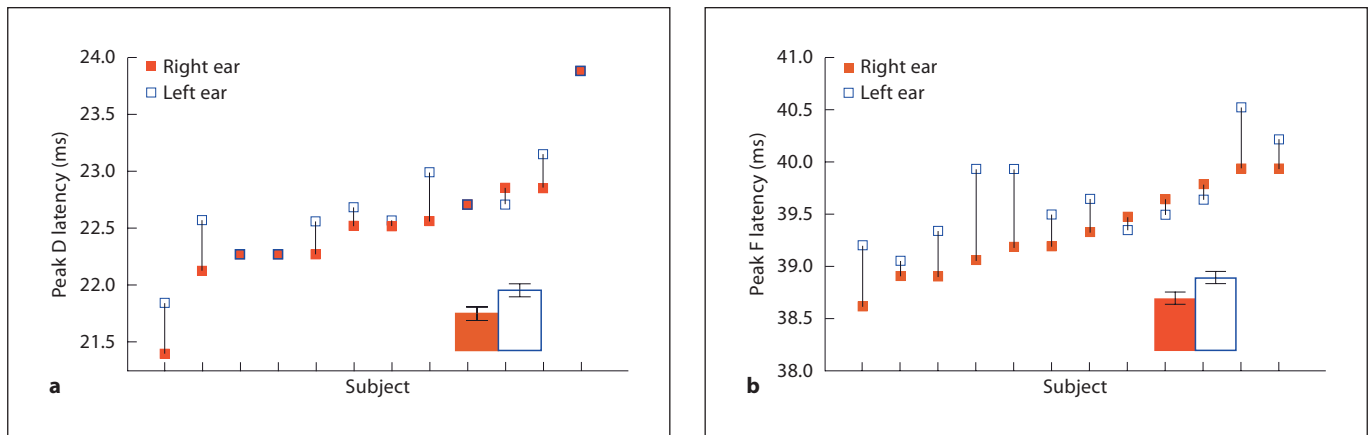 24.0
23.5
23.0
22.5
22.0
21.5
Peak D latency (ms)
Right ear
Left ear
a
Subject
41.0
40.5
40.0
39.5
39.0
38.5
38.0
Peak F latency (ms)
Right ear
Left ear
b
Subject